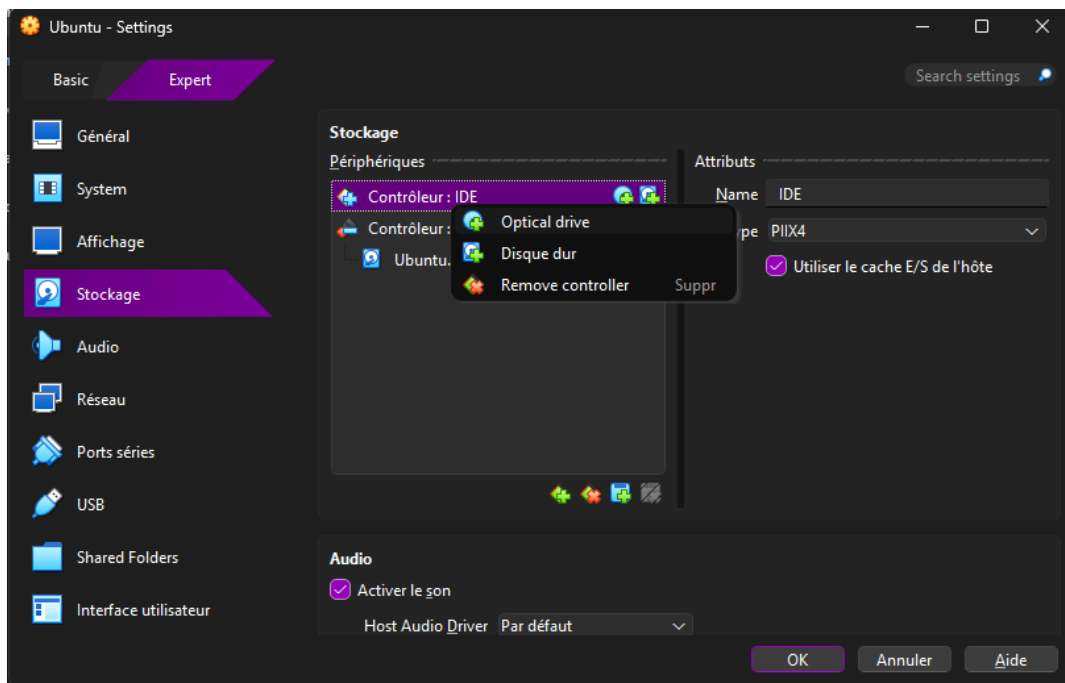 Ubuntu - Settings
Basic
Expert
Search settings
Général
System
Affichage
Stockage
Audio
Réseau
Ports séries
USB
Shared Folders
Interface utilisateur
Stockage
Périphériques
Contrôleur : IDE
Contrôleur :
Ubuntu.
Optical drive
Disque dur
Remove controller Suppr
Attributs
Name IDE
PIIX4
Utiliser le cache E/S de l'hôte
Audio
Activer le son
Host Audio Driver Par défaut
OK
Annuler
Aide